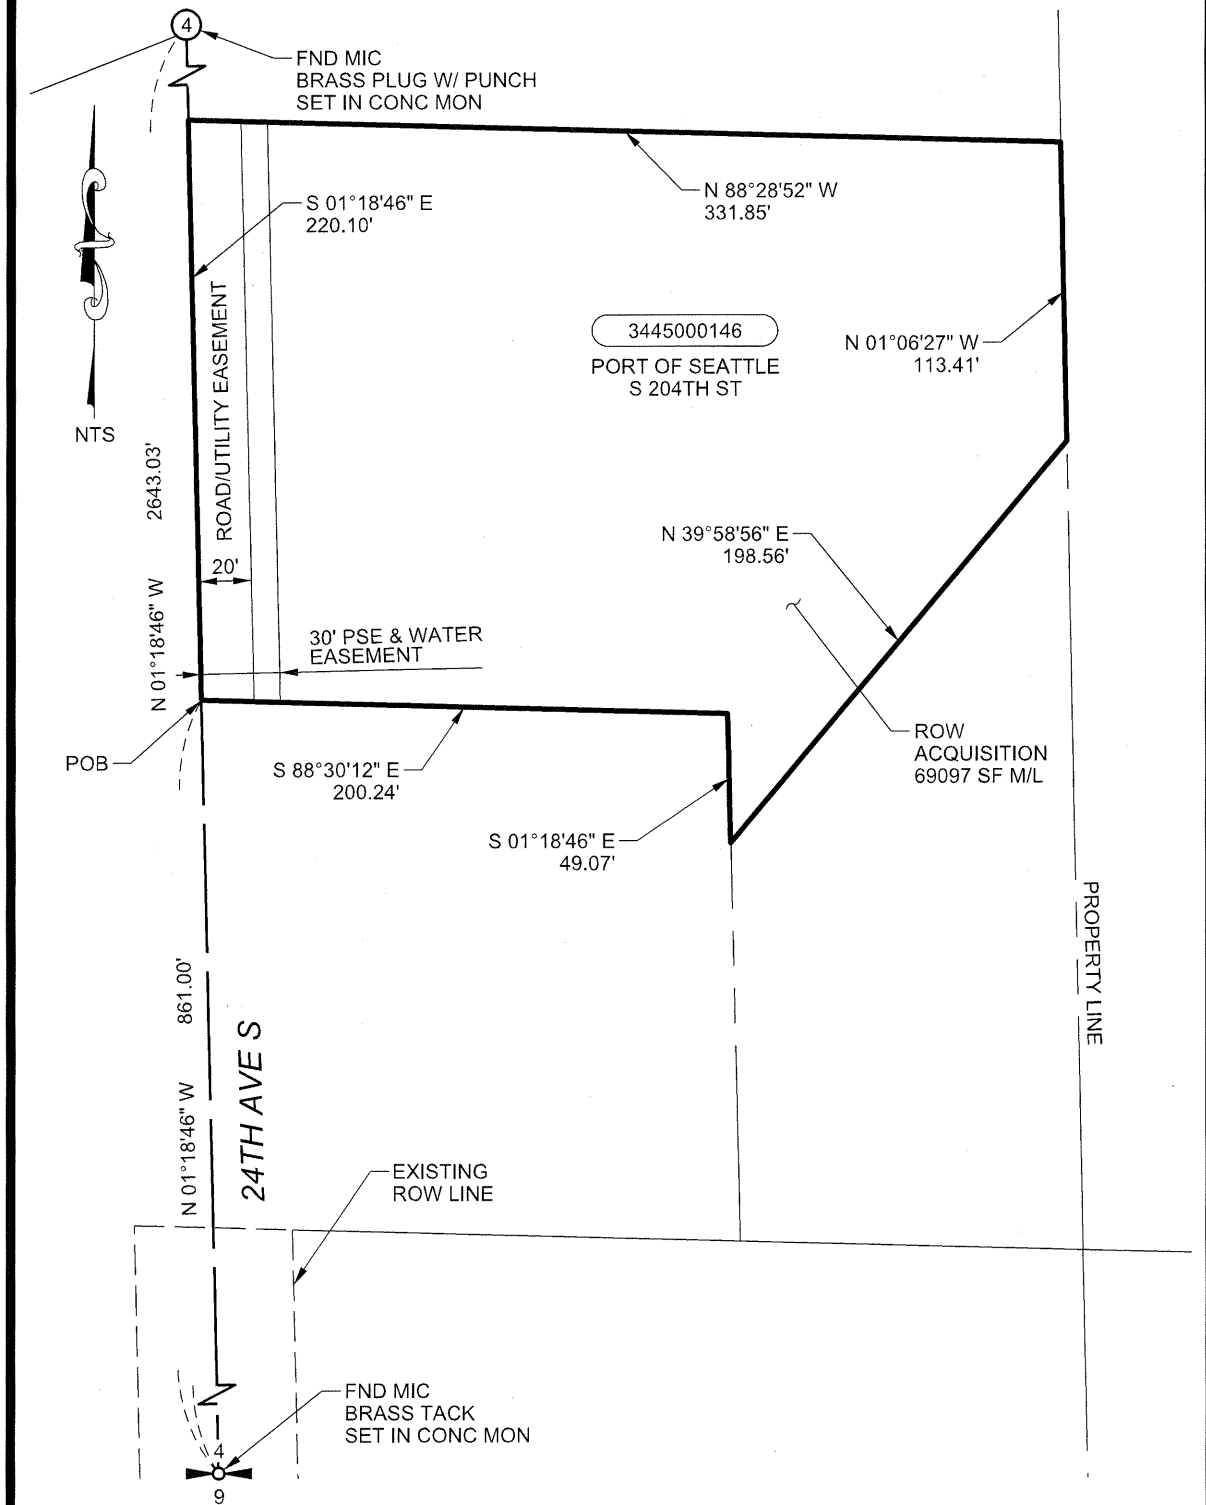 4
FND MIC
BRASS PLUG W/ PUNCH
SET IN CONC MON
N 88°28'52" W
331.85'
S 01°18'46" E
220.10'
3445000146
PORT OF SEATTLE
S 204TH ST
N 01°06'27" W
113.41'
NTS
ROAD/UTILITY EASEMENT
2643.03'
N 01°18'46" W
20'
N 39°58'56" E
198.56'
30' PSE & WATER
EASEMENT
POB
S 88°30'12" E
200.24'
ROW
ACQUISITION
69097 SF M/L
S 01°18'46" E
49.07'
PROPERTY LINE
861.00'
N 01°18'46" W
24TH AVE S
EXISTING
ROW LINE
FND MIC
BRASS TACK
SET IN CONC MON
4
9